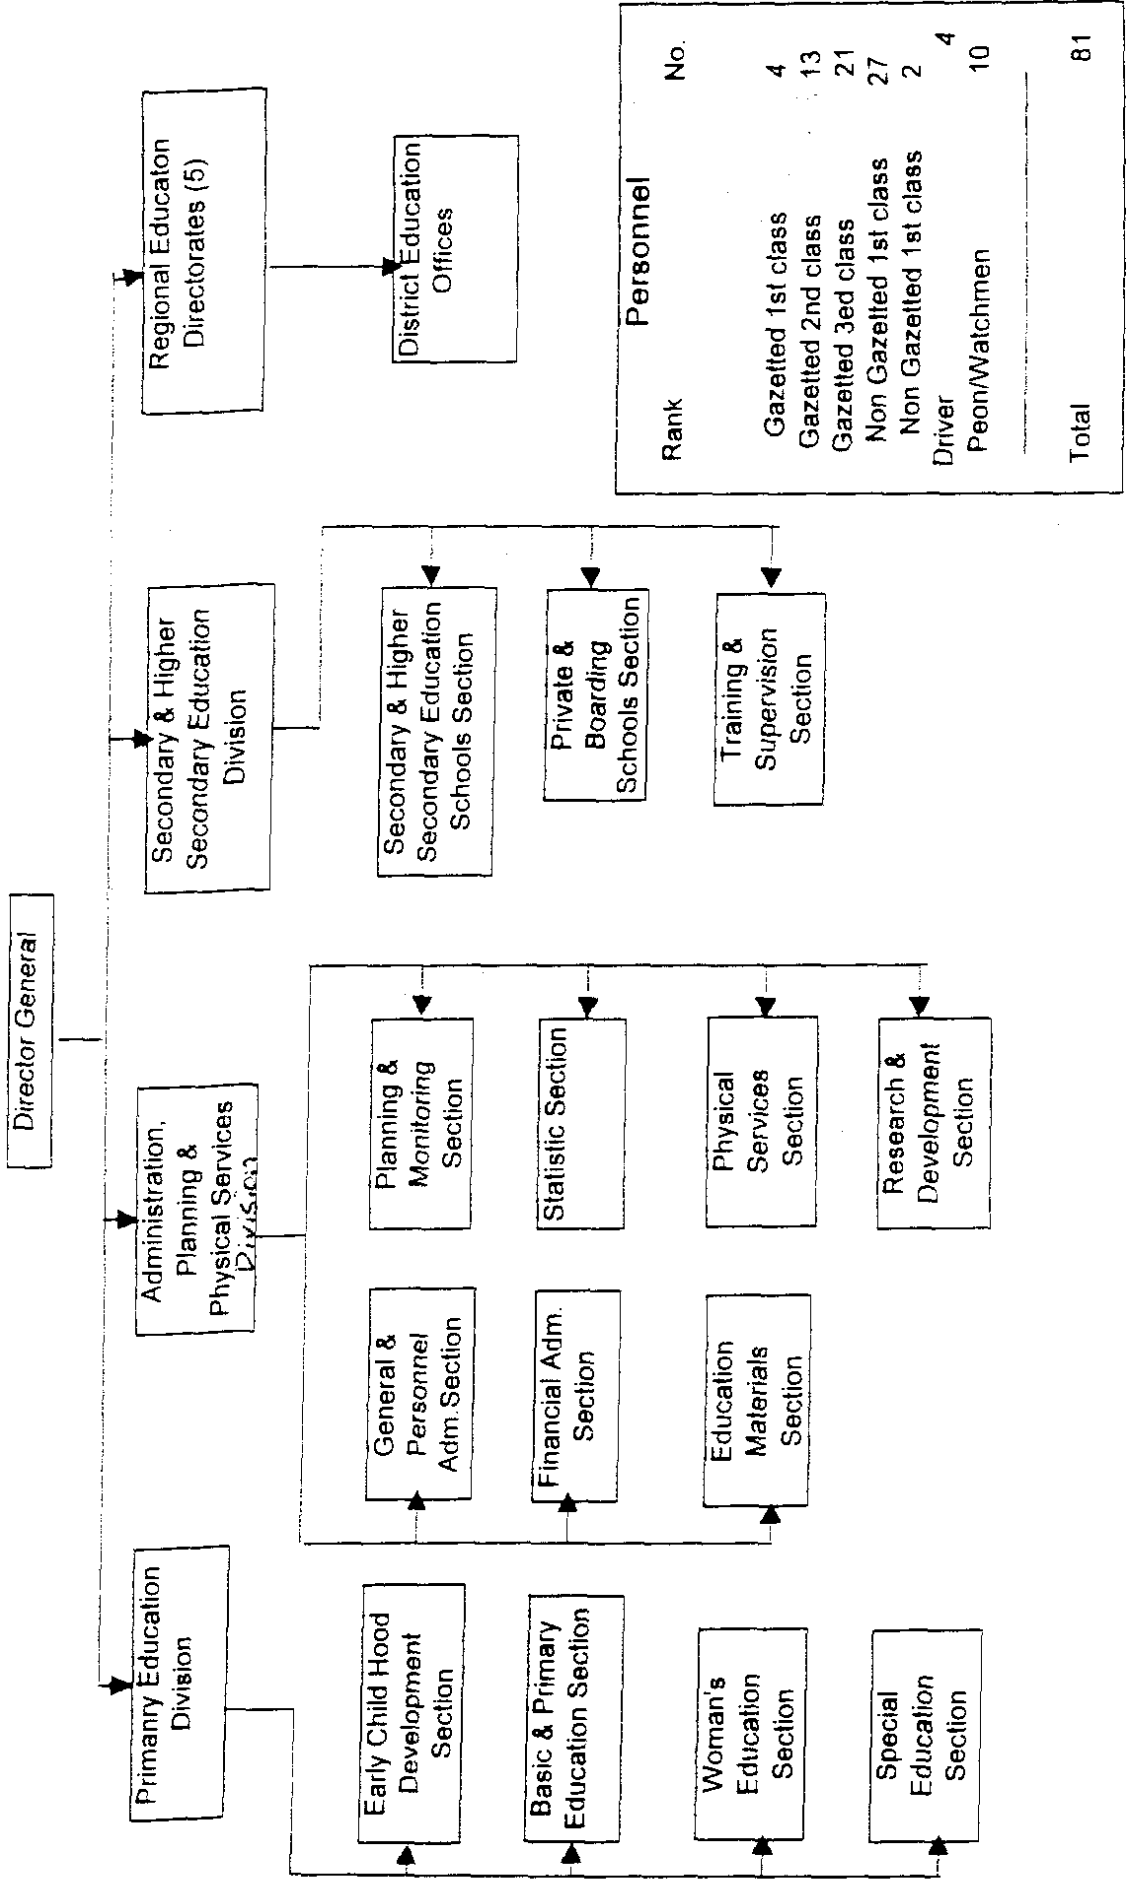 Director General
Primanry Education
Division
Administration,
Planning &
Physical Services
Division
Secondary & Higher
Secondary Education
Division
Regional Educaton
Directorates (5)
Early Child Hood
Development
Section
Basic & Primary
Education Section
Woman's
Education
Section
Special
Education
Section
General &
Personnel
Adm.Section
Financial Adm.
Section
Education
Materials
Section
Planning &
Monitoring
Section
Statistic Section
Physical
Services
Section
Research &
Development
Section
Secondary & Higher
Secondary Education
Schools Section
Private &
Boarding
Schools Section
Training &
Supervision
Section
District Education
Offices
Personnel
Rank No.
Gazetted 1st class 4
Gazetted 2nd class 13
Gazetted 3ed class 21
Non Gazetted 1st class 27
Non Gazetted 1st class 2
Driver 4
Peon/Watchmen 10
Total 81